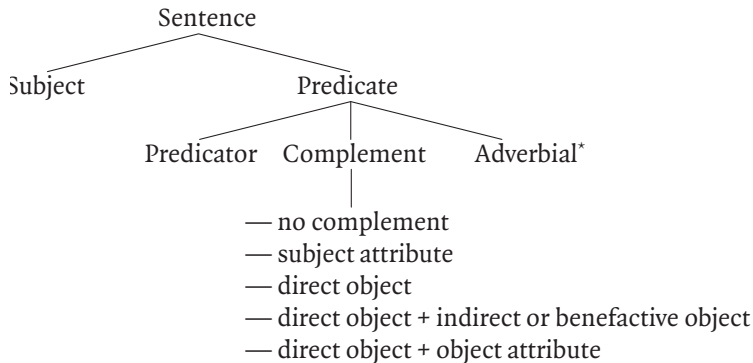 Sentence
Subject Predicate
Predicator Complement Adverbial*
— no complement
— subject attribute
— direct object
— direct object + indirect or benefactive object
— direct object + object attribute